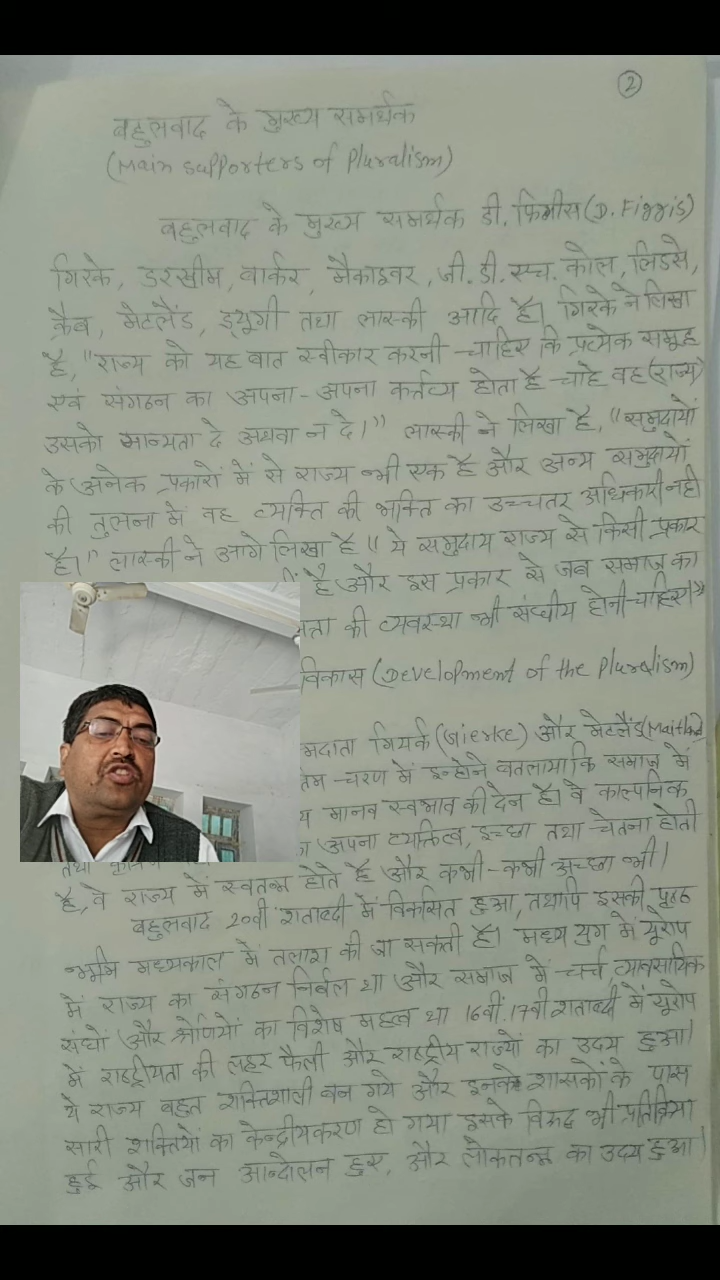 2
बहुलवाद के मुख्य समर्थक
(Main supporters of Pluralism)
बहुलवाद के मुख्य समर्थक डी. फिगीस (D. Figgis)
गिरके, डरखीम, बार्कर, मैकाइवर, जी. डी. एच. कोल, लिंडसे,
क्रैब, मेटलैंड, ड्यूगी तथा लास्की आदि है। गिरके ने लिखा
है, "राज्य को यह बात स्वीकार करनी चाहिए कि प्रत्येक समूह
एवं संगठन का अपना-अपना कर्त्तव्य होता है चाहे वह (राज्य)
उसको मान्यता दे अथवा न दे।" लास्की ने लिखा है, "समुदायों
के अनेक प्रकारों में से राज्य भी एक है और अन्य समुदायों
की तुलना में वह व्यक्ति की भक्ति का उच्चतर अधिकारी नहीं
है।" लास्की ने आगे लिखा है "ये समुदाय राज्य से किसी प्रकार
है और इस प्रकार से जब समाज का
की व्यवस्था भी संघीय होनी चाहिए।"
विकास (Development of the Pluralism)
मदाता गियर्क (Gierke) और मेटलैंड (Maitland)
चरण में इन्होने बतलाया कि समाज में
मानव स्वभाव की देन है। वे काल्पनिक
अपना व्यक्तित्व, इच्छा तथा चेतना होती
है, वे राज्य में स्वतन्त्र होते है और कभी-कभी अच्छा भी।
बहुलवाद 20वीं शताब्दी में विकसित हुआ, तथापि इसकी पृष्ठ
भूमि मध्यकाल में तलाश की जा सकती है। मध्य युग में यूरोप
में राज्य का संगठन निर्बल था और समाज में चर्च व्यावसायिक
संघों और श्रेणियों का विशेष महत्व था 16वीं. 17वीं शताब्दी में यूरोप
में राष्ट्रीयता की लहर फैली और राष्ट्रीय राज्यों का उदय हुआ।
ये राज्य बहुत शक्तिशाली बन गये और इनके शासकों के पास
सारी शक्तियों का केन्द्रीयकरण हो गया इसके विरुद्ध भी प्रतिक्रिया
हुई और जन आन्दोलन हुए, और लोकतन्त्र का उदय हुआ।